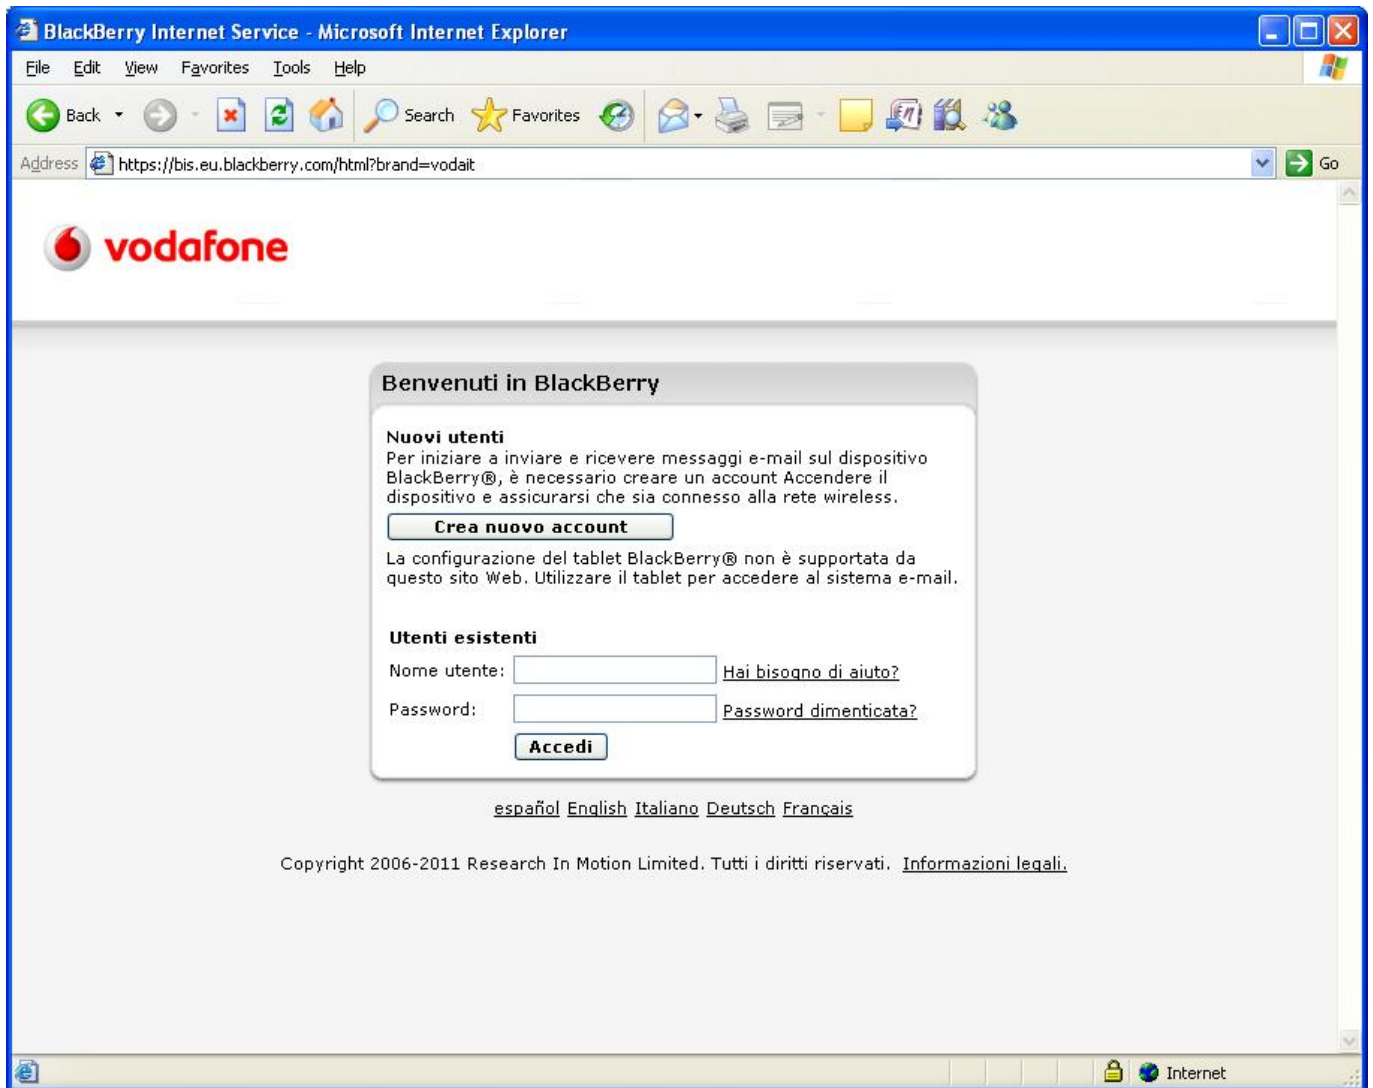 BlackBerry Internet Service - Microsoft Internet Explorer
File Edit View Favorites Tools Help
Back Search Favorites
Address https://bis.eu.blackberry.com/html?brand=vodait Go
vodafone
Benvenuti in BlackBerry
Nuovi utenti
Per iniziare a inviare e ricevere messaggi e-mail sul dispositivo
BlackBerry®, è necessario creare un account Accendere il
dispositivo e assicurarsi che sia connesso alla rete wireless.
Crea nuovo account
La configurazione del tablet BlackBerry® non è supportata da
questo sito Web. Utilizzare il tablet per accedere al sistema e-mail.
Utenti esistenti
Nome utente: Hai bisogno di aiuto?
Password: Password dimenticata?
Accedi
español English Italiano Deutsch Français
Copyright 2006-2011 Research In Motion Limited. Tutti i diritti riservati. Informazioni legali.
Internet